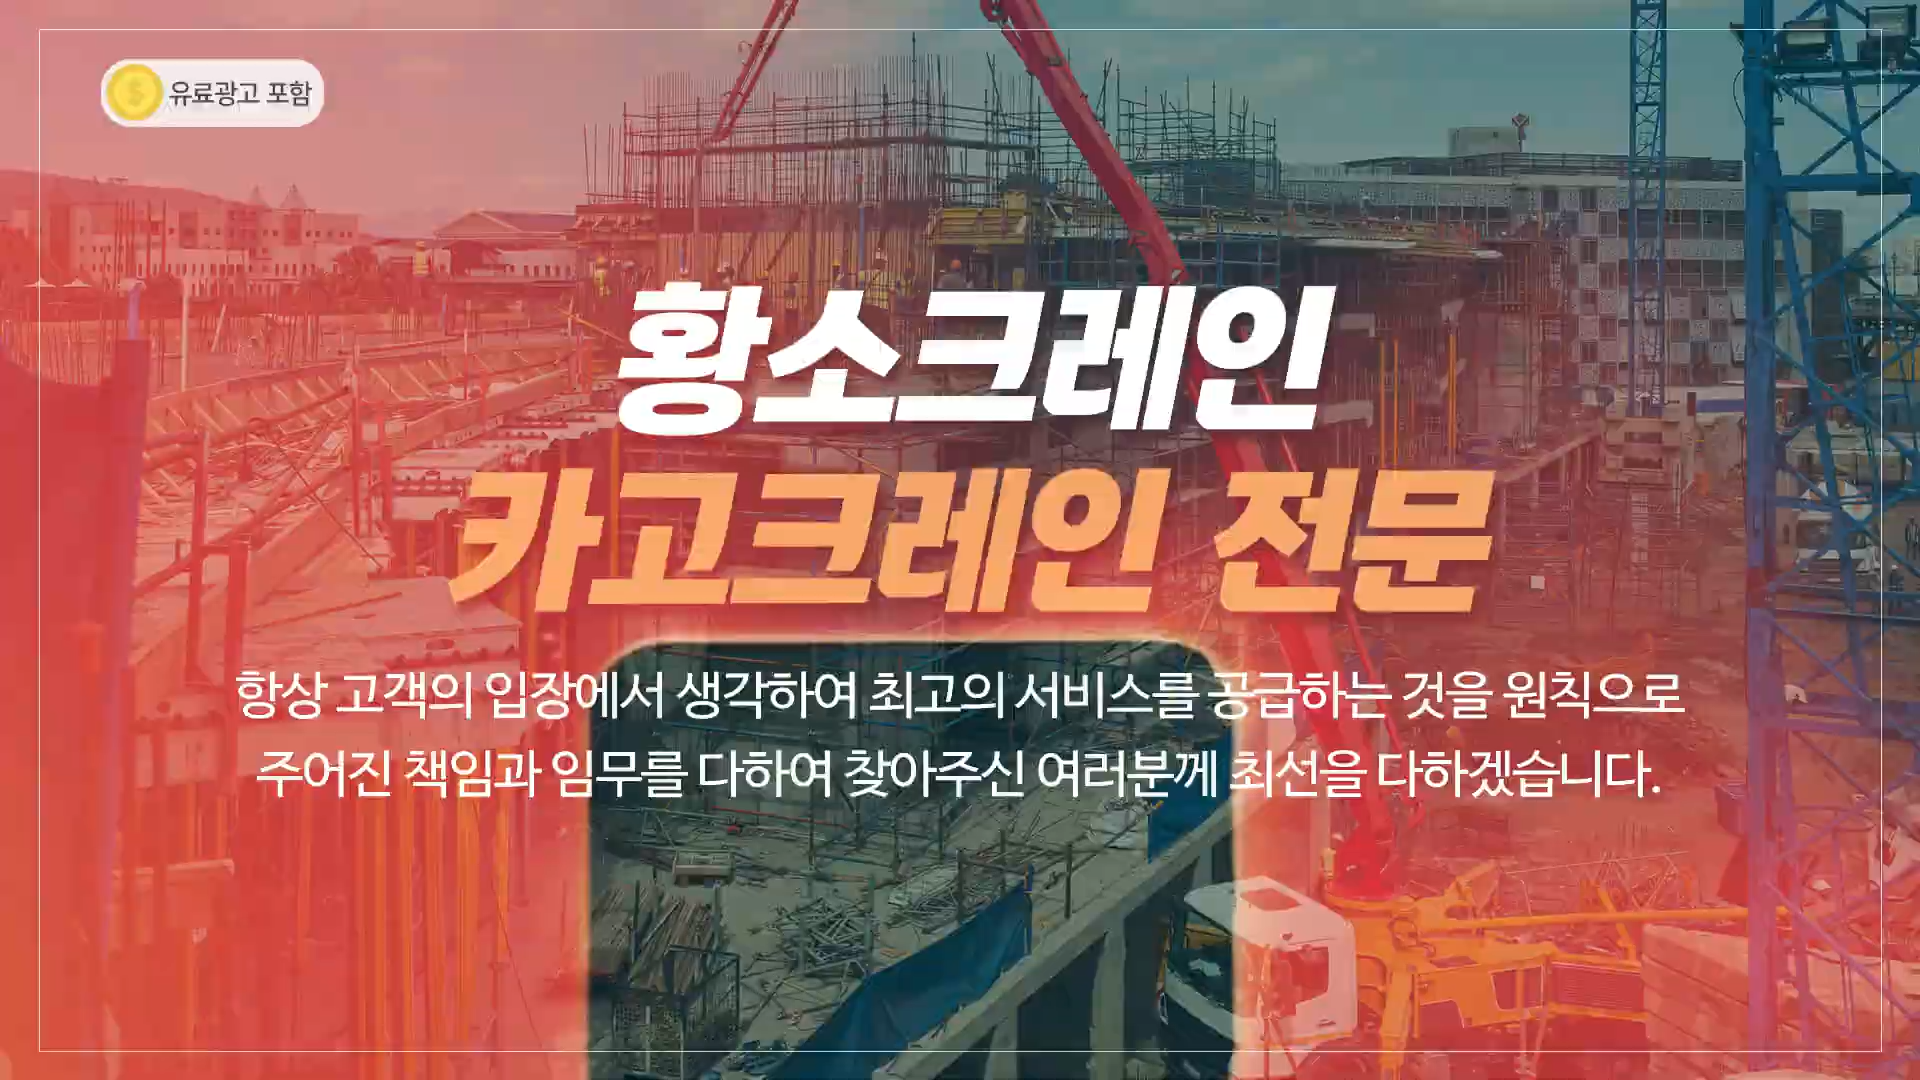 유료광고 포함
황소크레인
카고크레인 전문
항상 고객의 입장에서 생각하여 최고의 서비스를 공급하는 것을 원칙으로
주어진 책임과 임무를 다하여 찾아주신 여러분께 최선을 다하겠습니다.